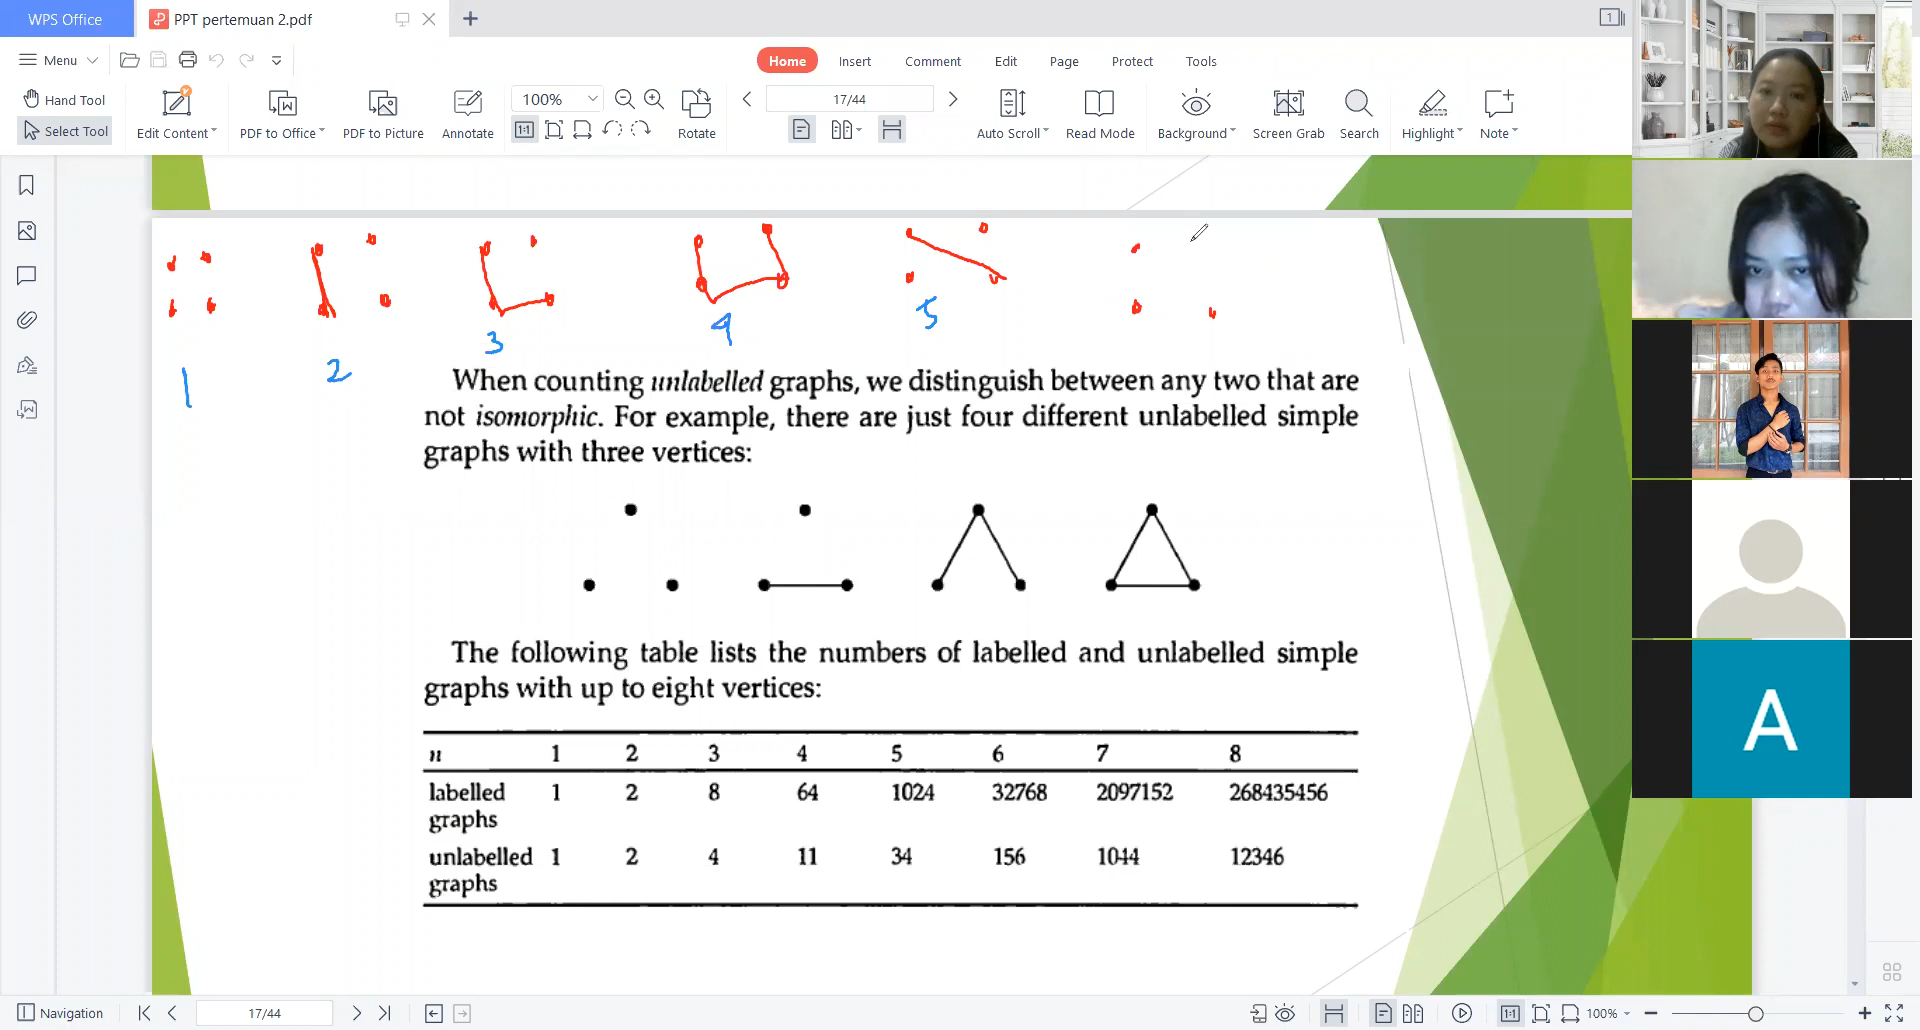 WPS Office
PPT pertemuan 2.pdf
1
Menu
Home
Insert
Comment
Edit
Page
Protect
Tools
Hand Tool
Select Tool
Edit Content
PDF to Office
PDF to Picture
Annotate
100%
1:1
Rotate
17/44
Auto Scroll
Read Mode
Background
Screen Grab
Search
Highlight
Note
1
2
3
4
5
When counting unlabelled graphs, we distinguish between any two that are
not isomorphic. For example, there are just four different unlabelled simple
graphs with three vertices:
The following table lists the numbers of labelled and unlabelled simple
graphs with up to eight vertices:
n 1 2 3 4 5 6 7 8
labelled 1 2 8 64 1024 32768 2097152 268435456
graphs
unlabelled 1 2 4 11 34 156 1044 12346
graphs
A
Navigation
17/44
1:1
100%